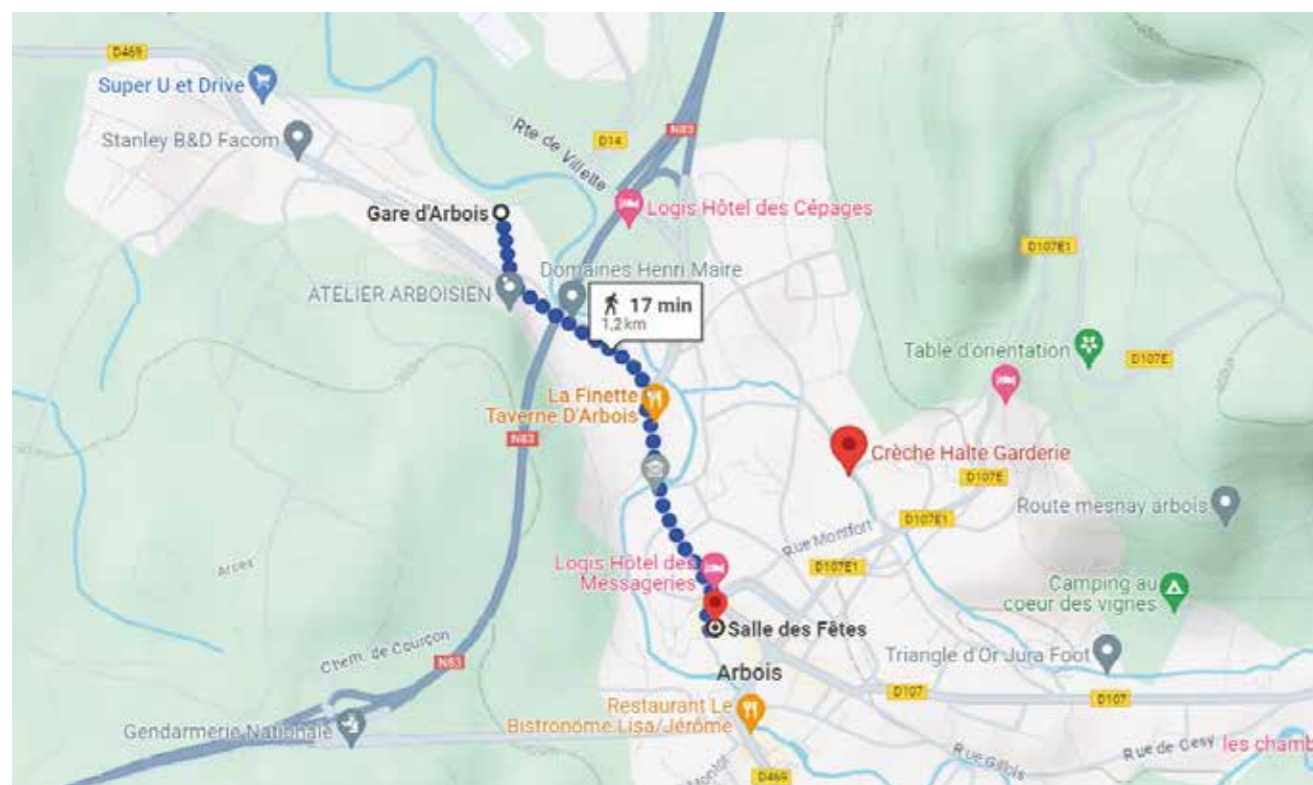 D469
Super U et Drive
Stanley B&D Facom
Rte de Villette
D14
N83
Gare d'Arbois
Logis Hôtel des Cépages
D107E1
Domaines Henri Maire
ATELIER ARBOISIEN
17 min
1,2 km
Table d'orientation
D107E
La Finette
Taverne D'Arbois
N83
Crèche Halte Garderie
D107E
Route mesnay arbois
D107E1
Rue Montfort
Logis Hôtel des
Messageries
D107E1
Camping au
coeur des vignes
Salle des Fêtes
Chem. de Courçon
N83
Triangle d'Or Jura Foot
Arbois
D107
D107
Restaurant Le
Bistronôme Lisa/Jérôme
Gendarmerie Nationale
Rue de Cesy
les chamb
Rue Gillois
D469